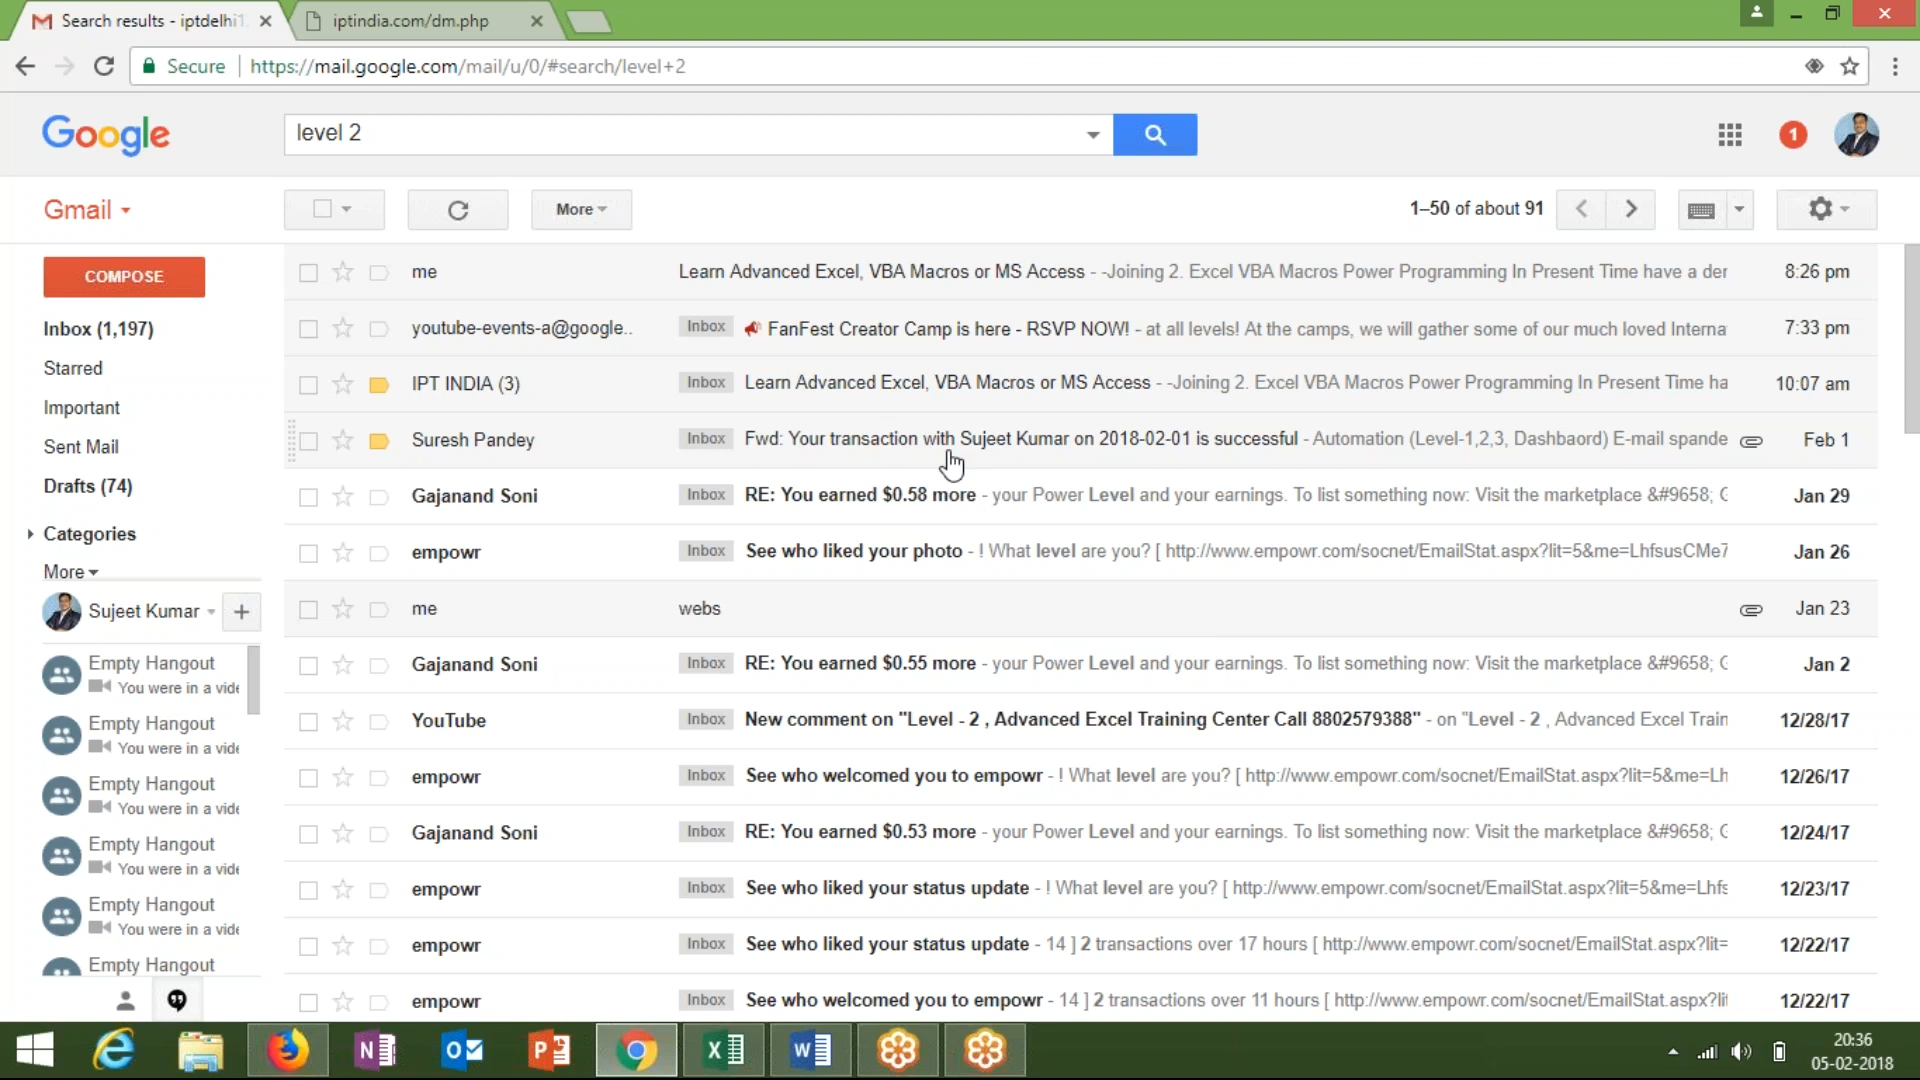 Search results - iptdelhi1
iptindia.com/dm.php
Secure
https://mail.google.com/mail/u/0/#search/level+2
Google
level 2
1
Gmail
More
1–50 of about 91
COMPOSE
Inbox (1,197)
Starred
Important
Sent Mail
Drafts (74)
Categories
More
Sujeet Kumar
Empty Hangout
You were in a vide
Empty Hangout
You were in a vide
Empty Hangout
You were in a vide
Empty Hangout
You were in a vide
Empty Hangout
You were in a vide
Empty Hangout
me Learn Advanced Excel, VBA Macros or MS Access - -Joining 2. Excel VBA Macros Power Programming In Present Time have a der 8:26 pm
youtube-events-a@google.. Inbox FanFest Creator Camp is here - RSVP NOW! - at all levels! At the camps, we will gather some of our much loved Interna 7:33 pm
IPT INDIA (3) Inbox Learn Advanced Excel, VBA Macros or MS Access - -Joining 2. Excel VBA Macros Power Programming In Present Time ha 10:07 am
Suresh Pandey Inbox Fwd: Your transaction with Sujeet Kumar on 2018-02-01 is successful - Automation (Level-1,2,3, Dashbaord) E-mail spande Feb 1
Gajanand Soni Inbox RE: You earned $0.58 more - your Power Level and your earnings. To list something now: Visit the marketplace &#9658; Jan 29
empowr Inbox See who liked your photo - ! What level are you? [ http://www.empowr.com/socnet/EmailStat.aspx?lit=5&me=LhfsusCMe7 Jan 26
me webs Jan 23
Gajanand Soni Inbox RE: You earned $0.55 more - your Power Level and your earnings. To list something now: Visit the marketplace &#9658; Jan 2
YouTube Inbox New comment on "Level - 2 , Advanced Excel Training Center Call 8802579388" - on "Level - 2 , Advanced Excel Train 12/28/17
empowr Inbox See who welcomed you to empowr - ! What level are you? [ http://www.empowr.com/socnet/EmailStat.aspx?lit=5&me=Lh 12/26/17
Gajanand Soni Inbox RE: You earned $0.53 more - your Power Level and your earnings. To list something now: Visit the marketplace &#9658; 12/24/17
empowr Inbox See who liked your status update - ! What level are you? [ http://www.empowr.com/socnet/EmailStat.aspx?lit=5&me=Lhfs 12/23/17
empowr Inbox See who liked your status update - 14 ] 2 transactions over 17 hours [ http://www.empowr.com/socnet/EmailStat.aspx?lit= 12/22/17
empowr Inbox See who welcomed you to empowr - 14 ] 2 transactions over 11 hours [ http://www.empowr.com/socnet/EmailStat.aspx?lit 12/22/17
20:36
05-02-2018